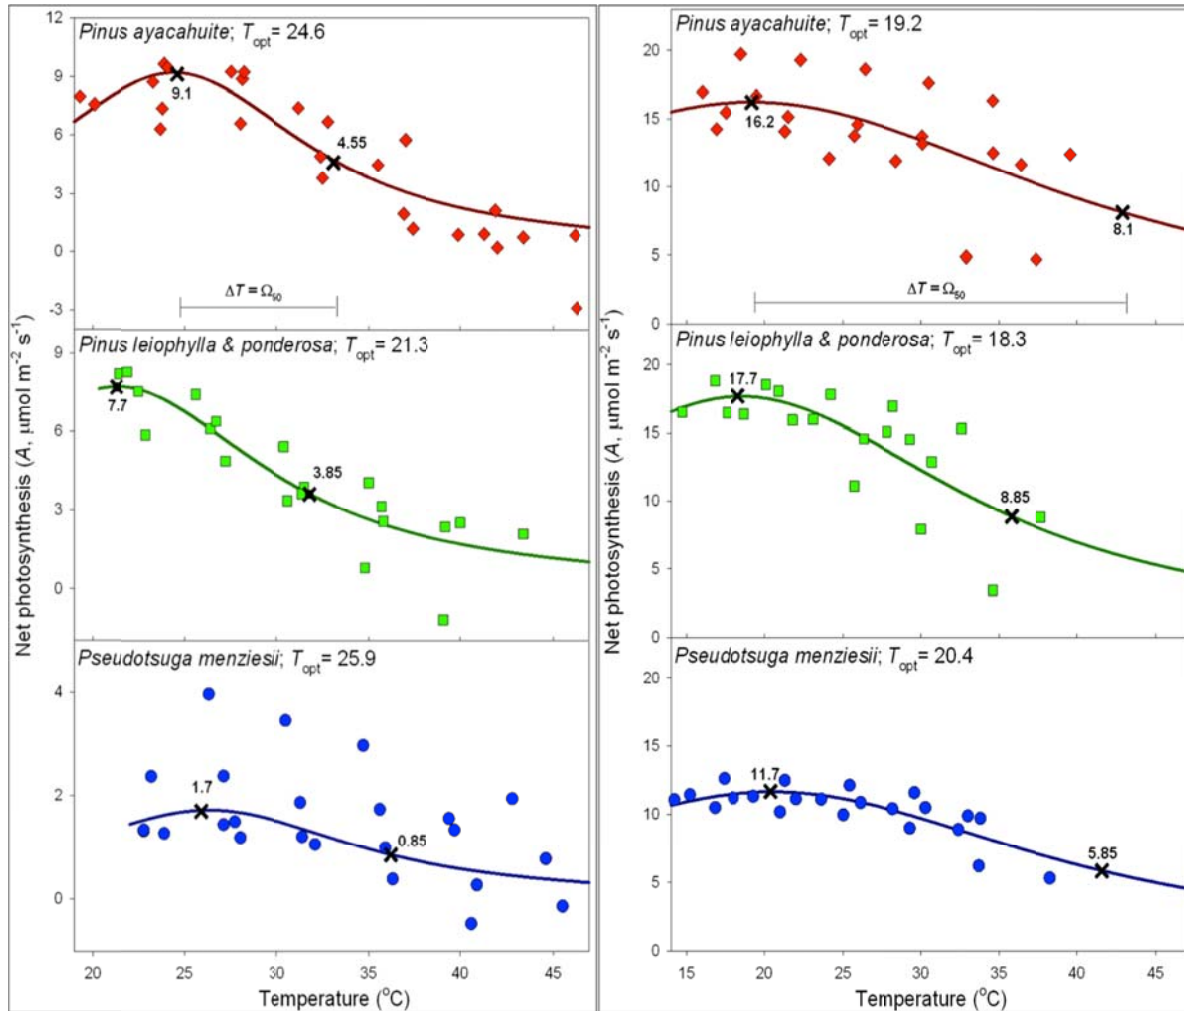 Pinus ayacahuite; Topt= 24.6
12
9
6
3
0
-3
9.1
4.55
ΔT = Ω50
Pinus leiophylla & ponderosa; Topt= 21.3
9
6
3
0
7.7
3.85
Pseudotsuga menziesii; Topt= 25.9
4
2
0
1.7
0.85
20 25 30 35 40 45
Temperature (oC)
Net photosynthesis (A, μmol m-2 s-1)
Pinus ayacahuite; Topt= 19.2
20
15
10
5
0
16.2
8.1
ΔT = Ω50
Pinus leiophylla & ponderosa; Topt= 18.3
20
15
10
5
0
17.7
8.85
Pseudotsuga menziesii; Topt= 20.4
20
15
10
5
0
11.7
5.85
15 20 25 30 35 40 45
Temperature (oC)
Net photosynthesis (A, μmol m-2 s-1)